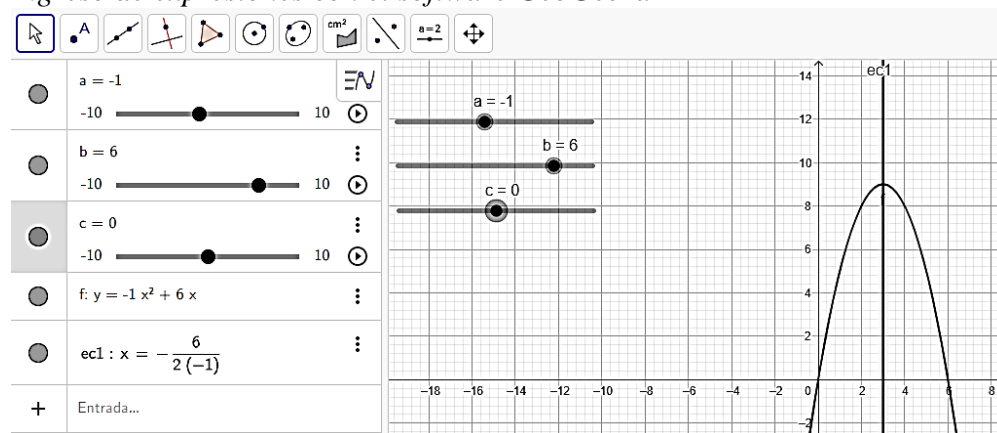 a=2
cm²
A
a = -1
-10 10
b = 6
-10 10
c = 0
-10 10
f: y = -1 x² + 6 x
ec1 : x = − 6 / 2 (−1)
+ Entrada...
a = -1
b = 6
c = 0
ec1
14
12
10
8
6
4
2
0
−2
−18 −16 −14 −12 −10 −8 −6 −4 −2 2 4 6 8